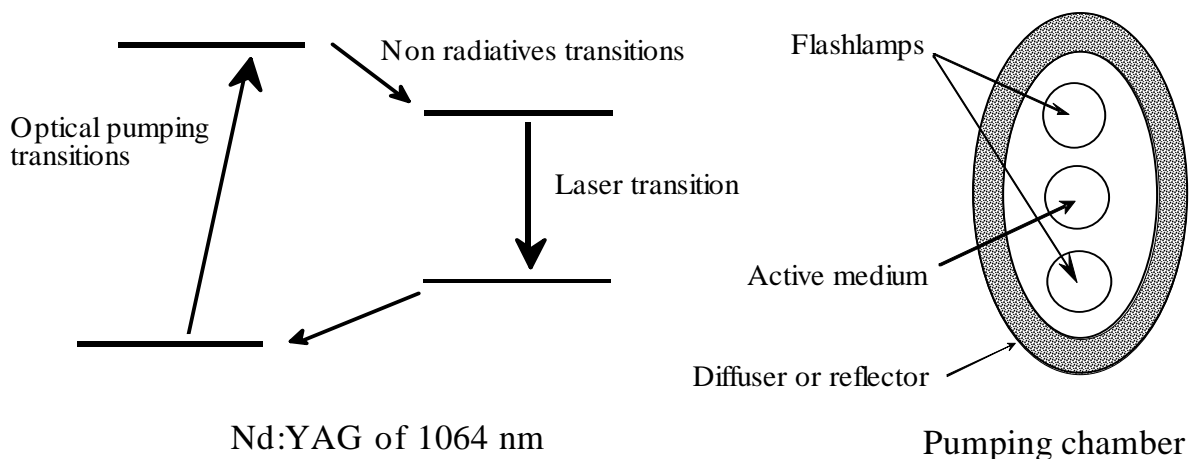 Non radiatives transitions
Optical pumping
transitions
Laser transition
Nd:YAG of 1064 nm
Flashlamps
Active medium
Diffuser or reflector
Pumping chamber